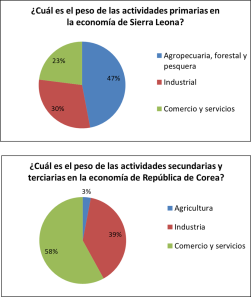 ¿Cuál es el peso de las actividades primarias en
la economía de Sierra Leona?
23%
47%
30%
Agropecuaria, forestal y
pesquera
Industrial
Comercio y servicios
¿Cuál es el peso de las actividades secundarias y
terciarias en la economía de República de Corea?
3%
39%
58%
Agricultura
Industria
Comercio y servicios